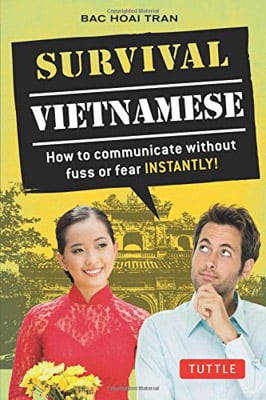 BAC HOAI TRAN
SURVIVAL
VIETNAMESE
How to communicate without
fuss or fear INSTANTLY!
TUTTLE